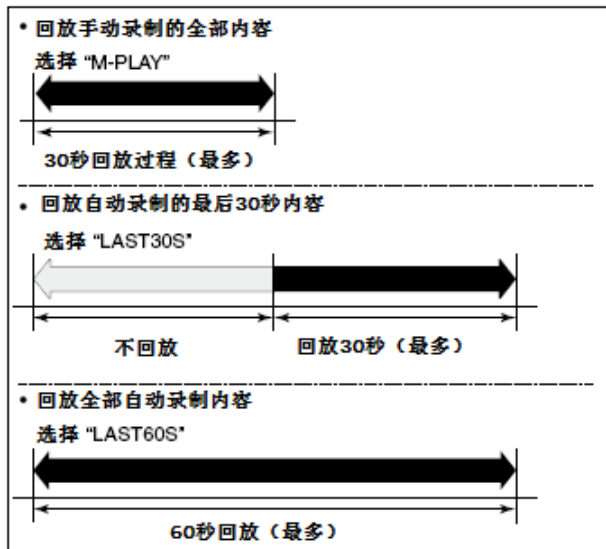 • 回放手动录制的全部内容
选择 “M-PLAY”
30秒回放过程（最多）
• 回放自动录制的最后30秒内容
选择 “LAST30S”
不回放
回放30秒（最多）
• 回放全部自动录制内容
选择 “LAST60S”
60秒回放（最多）